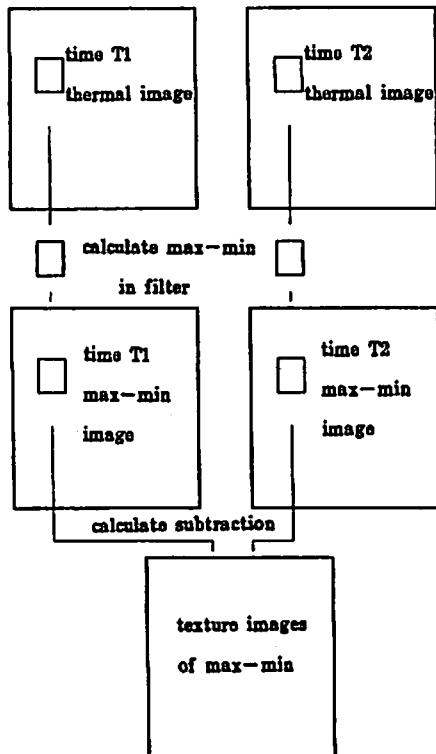 time T1
thermal image
time T2
thermal image
calculate max-min
in filter
time T1
max-min
image
time T2
max-min
image
calculate subtraction
texture images
of max-min